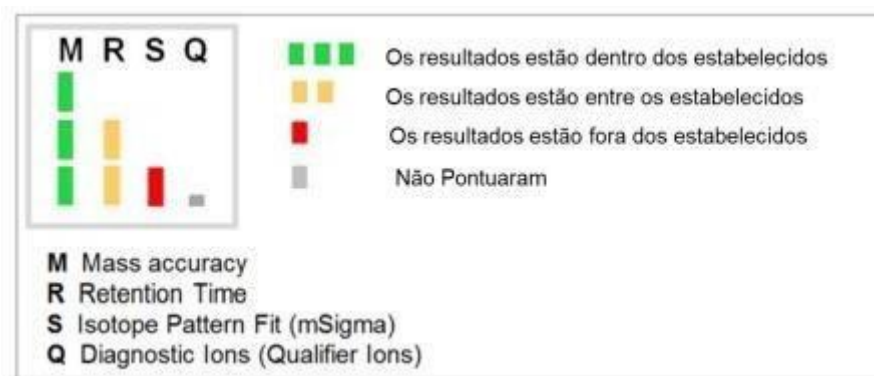 M R S Q
Os resultados estão dentro dos estabelecidos
Os resultados estão entre os estabelecidos
Os resultados estão fora dos estabelecidos
Não Pontuaram
M Mass accuracy
R Retention Time
S Isotope Pattern Fit (mSigma)
Q Diagnostic Ions (Qualifier Ions)